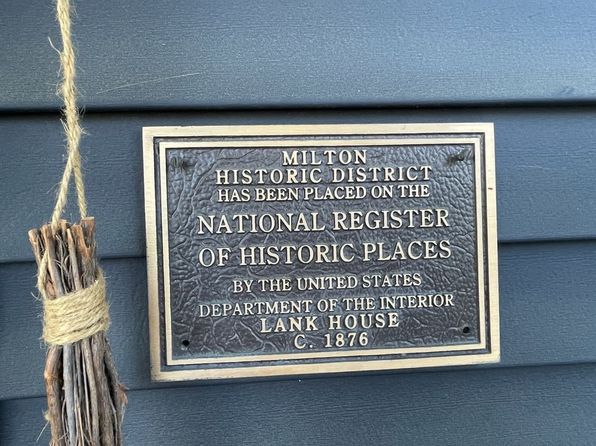 MILTON
HISTORIC DISTRICT
HAS BEEN PLACED ON THE
NATIONAL REGISTER
OF HISTORIC PLACES
BY THE UNITED STATES
DEPARTMENT OF THE INTERIOR
LANK HOUSE
C. 1876